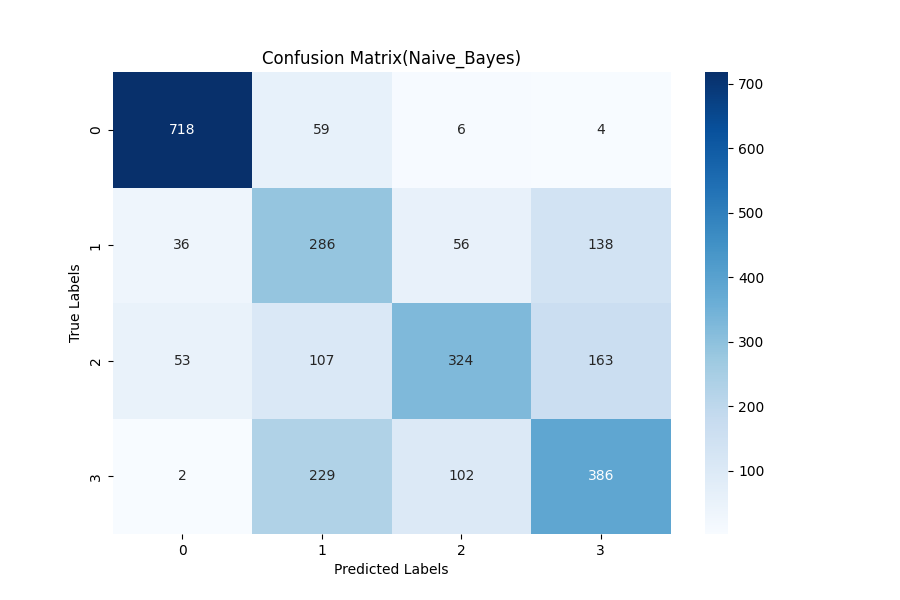 Confusion Matrix(Naive_Bayes)
True Labels
0 718 59 6 4
1 36 286 56 138
2 53 107 324 163
3 2 229 102 386
0 1 2 3
Predicted Labels
700
600
500
400
300
200
100